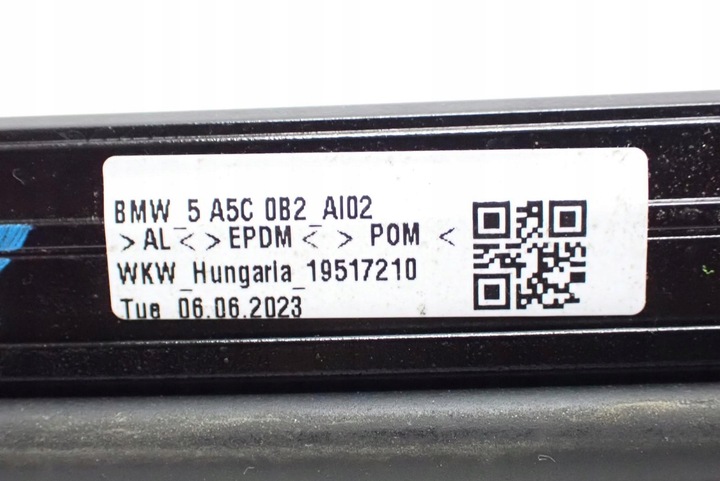 BMW_5 A5C 0B2_AI02
>AL<>EPDM< > POM <
WKW_Hungaria_19517210
Tue 06.06.2023